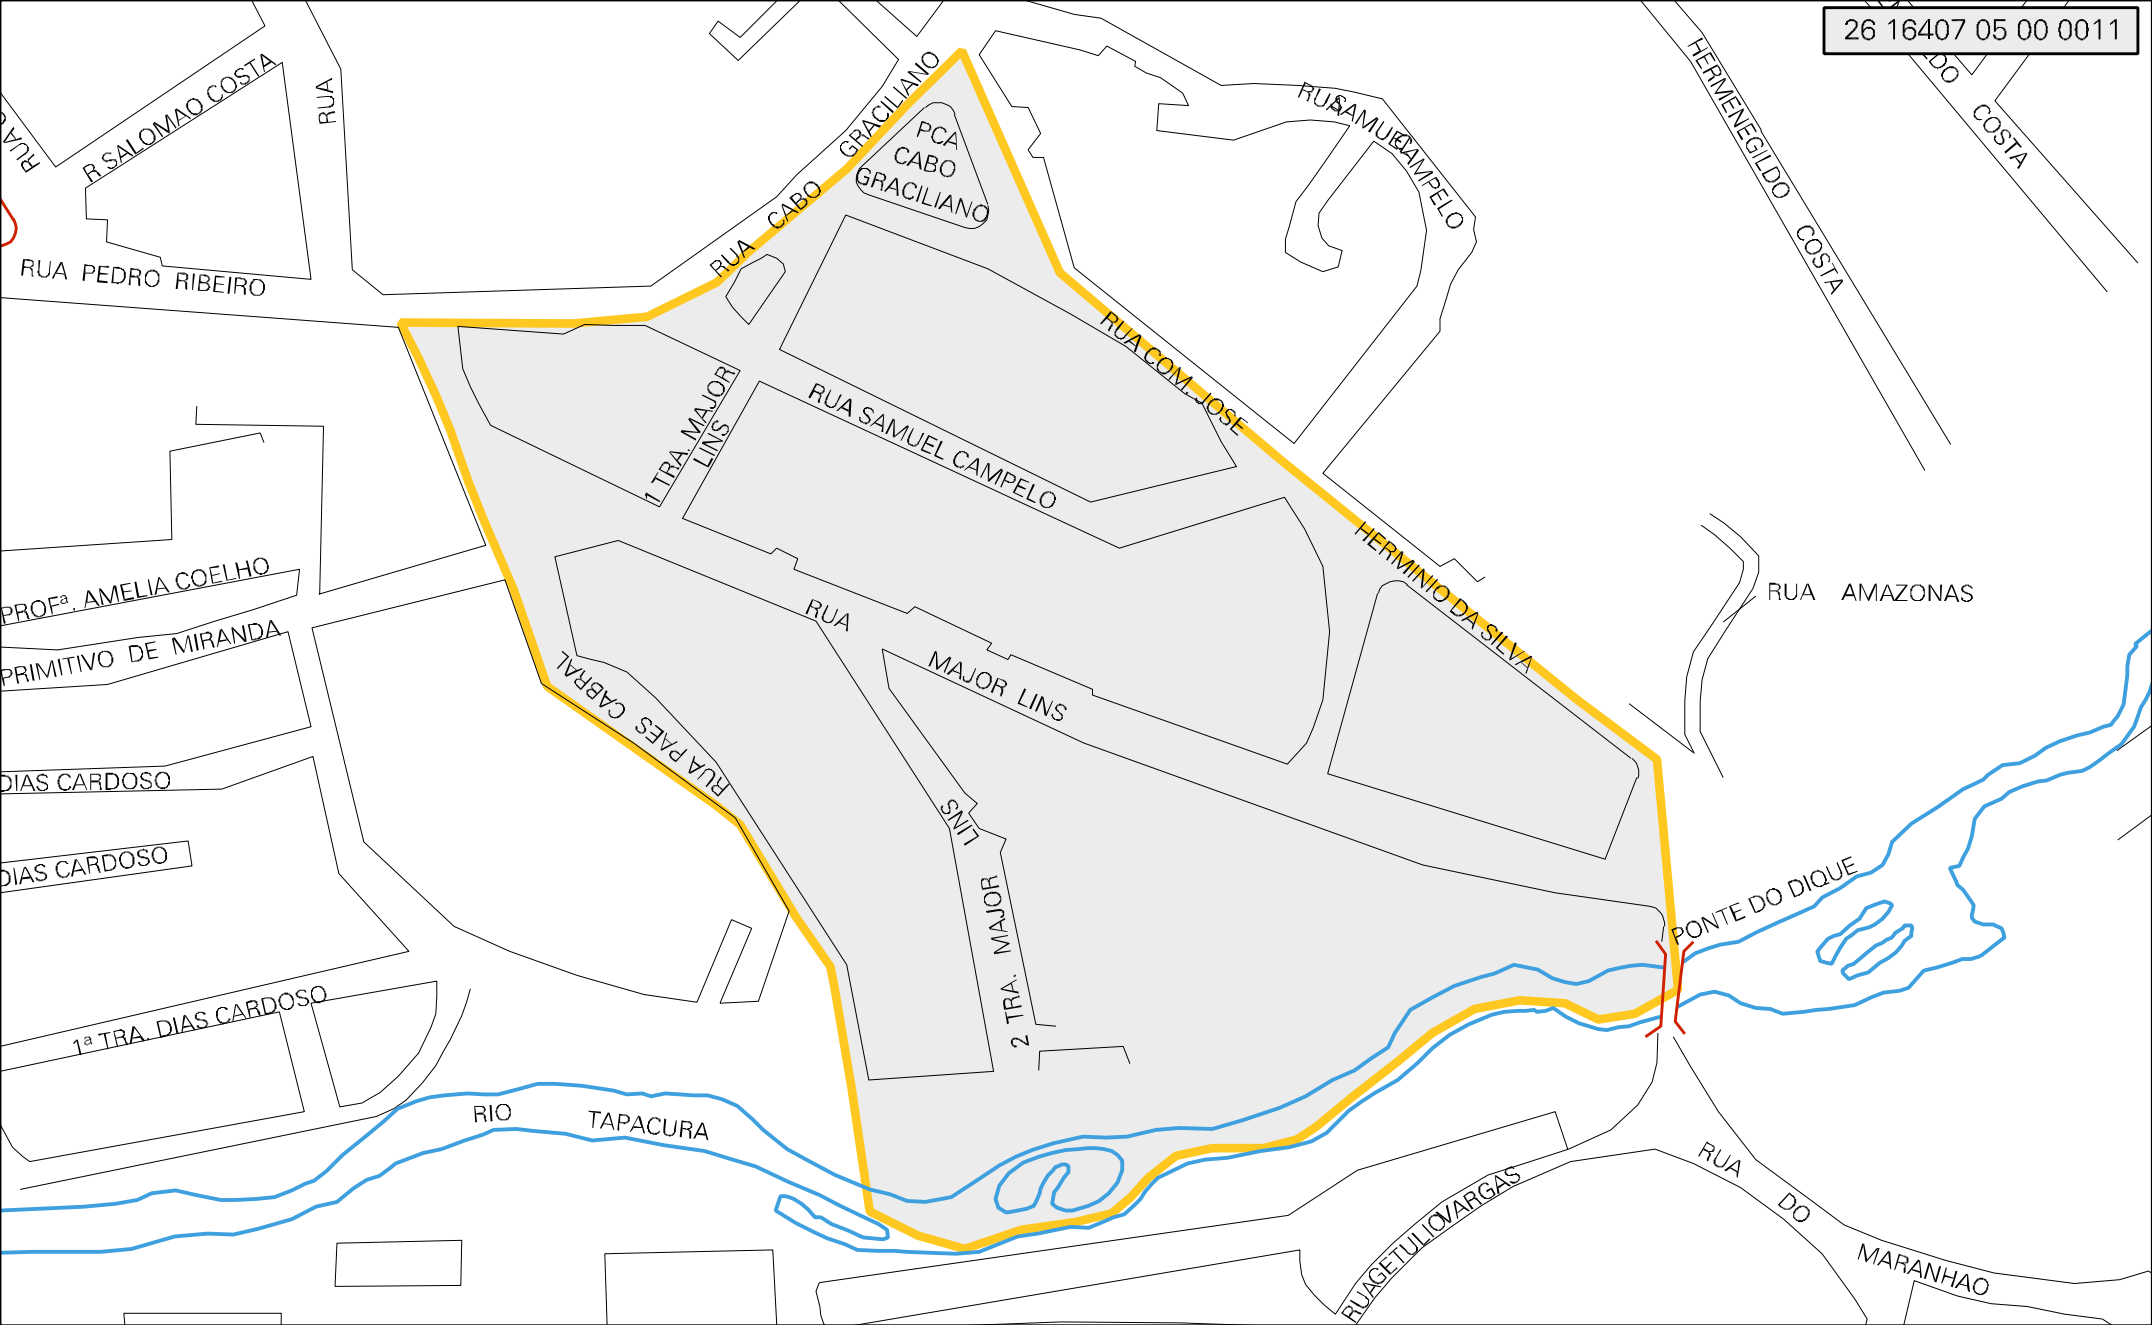 26 16407 05 00 0011
R SALOMAO COSTA
RUA
RUA
RUA PEDRO RIBEIRO
RUA CABO GRACILIANO
PCA
CABO
GRACILIANO
RUA SAMUEL CAMPELO
HERMENEGILDO COSTA
COSTA
RUA COM. JOSE
HERMINIO DA SILVA
1 TRA. MAJOR
LINS
RUA SAMUEL CAMPELO
RUA AMAZONAS
PROFª. AMELIA COELHO
PRIMITIVO DE MIRANDA
DIAS CARDOSO
DIAS CARDOSO
1ª TRA. DIAS CARDOSO
RUA PAES CABRAL
RUA
MAJOR LINS
2 TRA. MAJOR LINS
PONTE DO DIQUE
RIO TAPACURA
RUA GETULIO VARGAS
RUA DO MARANHAO